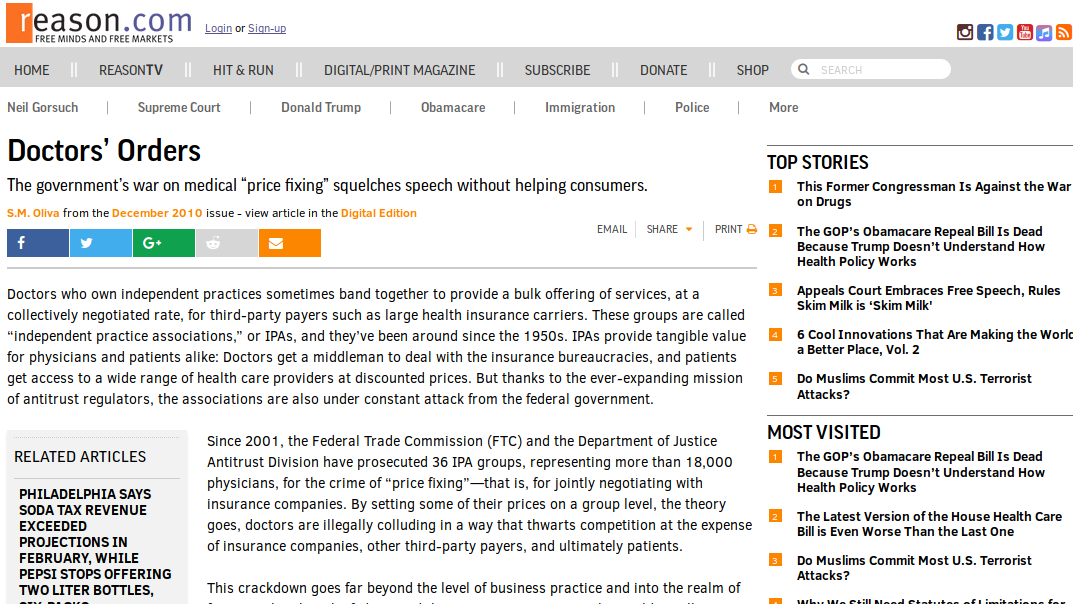 reason.com
FREE MINDS AND FREE MARKETS
Login or Sign-up
HOME
REASONTV
HIT & RUN
DIGITAL/PRINT MAGAZINE
SUBSCRIBE
DONATE
SHOP
SEARCH
Neil Gorsuch
Supreme Court
Donald Trump
Obamacare
Immigration
Police
More
Doctors’ Orders
The government’s war on medical “price fixing” squelches speech without helping consumers.
S.M. Oliva from the December 2010 issue - view article in the Digital Edition
EMAIL
SHARE
PRINT
Doctors who own independent practices sometimes band together to provide a bulk offering of services, at a
collectively negotiated rate, for third-party payers such as large health insurance carriers. These groups are called
“independent practice associations,” or IPAs, and they’ve been around since the 1950s. IPAs provide tangible value
for physicians and patients alike: Doctors get a middleman to deal with the insurance bureaucracies, and patients
get access to a wide range of health care providers at discounted prices. But thanks to the ever-expanding mission
of antitrust regulators, the associations are also under constant attack from the federal government.
RELATED ARTICLES
PHILADELPHIA SAYS
SODA TAX REVENUE
EXCEEDED
PROJECTIONS IN
FEBRUARY, WHILE
PEPSI STOPS OFFERING
TWO LITER BOTTLES,
Since 2001, the Federal Trade Commission (FTC) and the Department of Justice
Antitrust Division have prosecuted 36 IPA groups, representing more than 18,000
physicians, for the crime of “price fixing”—that is, for jointly negotiating with
insurance companies. By setting some of their prices on a group level, the theory
goes, doctors are illegally colluding in a way that thwarts competition at the expense
of insurance companies, other third-party payers, and ultimately patients.
This crackdown goes far beyond the level of business practice and into the realm of
TOP STORIES
1 This Former Congressman Is Against the War
on Drugs
2 The GOP’s Obamacare Repeal Bill Is Dead
Because Trump Doesn’t Understand How
Health Policy Works
3 Appeals Court Embraces Free Speech, Rules
Skim Milk is ‘Skim Milk'
4 6 Cool Innovations That Are Making the World
a Better Place, Vol. 2
5 Do Muslims Commit Most U.S. Terrorist
Attacks?
MOST VISITED
1 The GOP’s Obamacare Repeal Bill Is Dead
Because Trump Doesn’t Understand How
Health Policy Works
2 The Latest Version of the House Health Care
Bill is Even Worse Than the Last One
3 Do Muslims Commit Most U.S. Terrorist
Attacks?
Why We Still Need Statutes of Limitations for